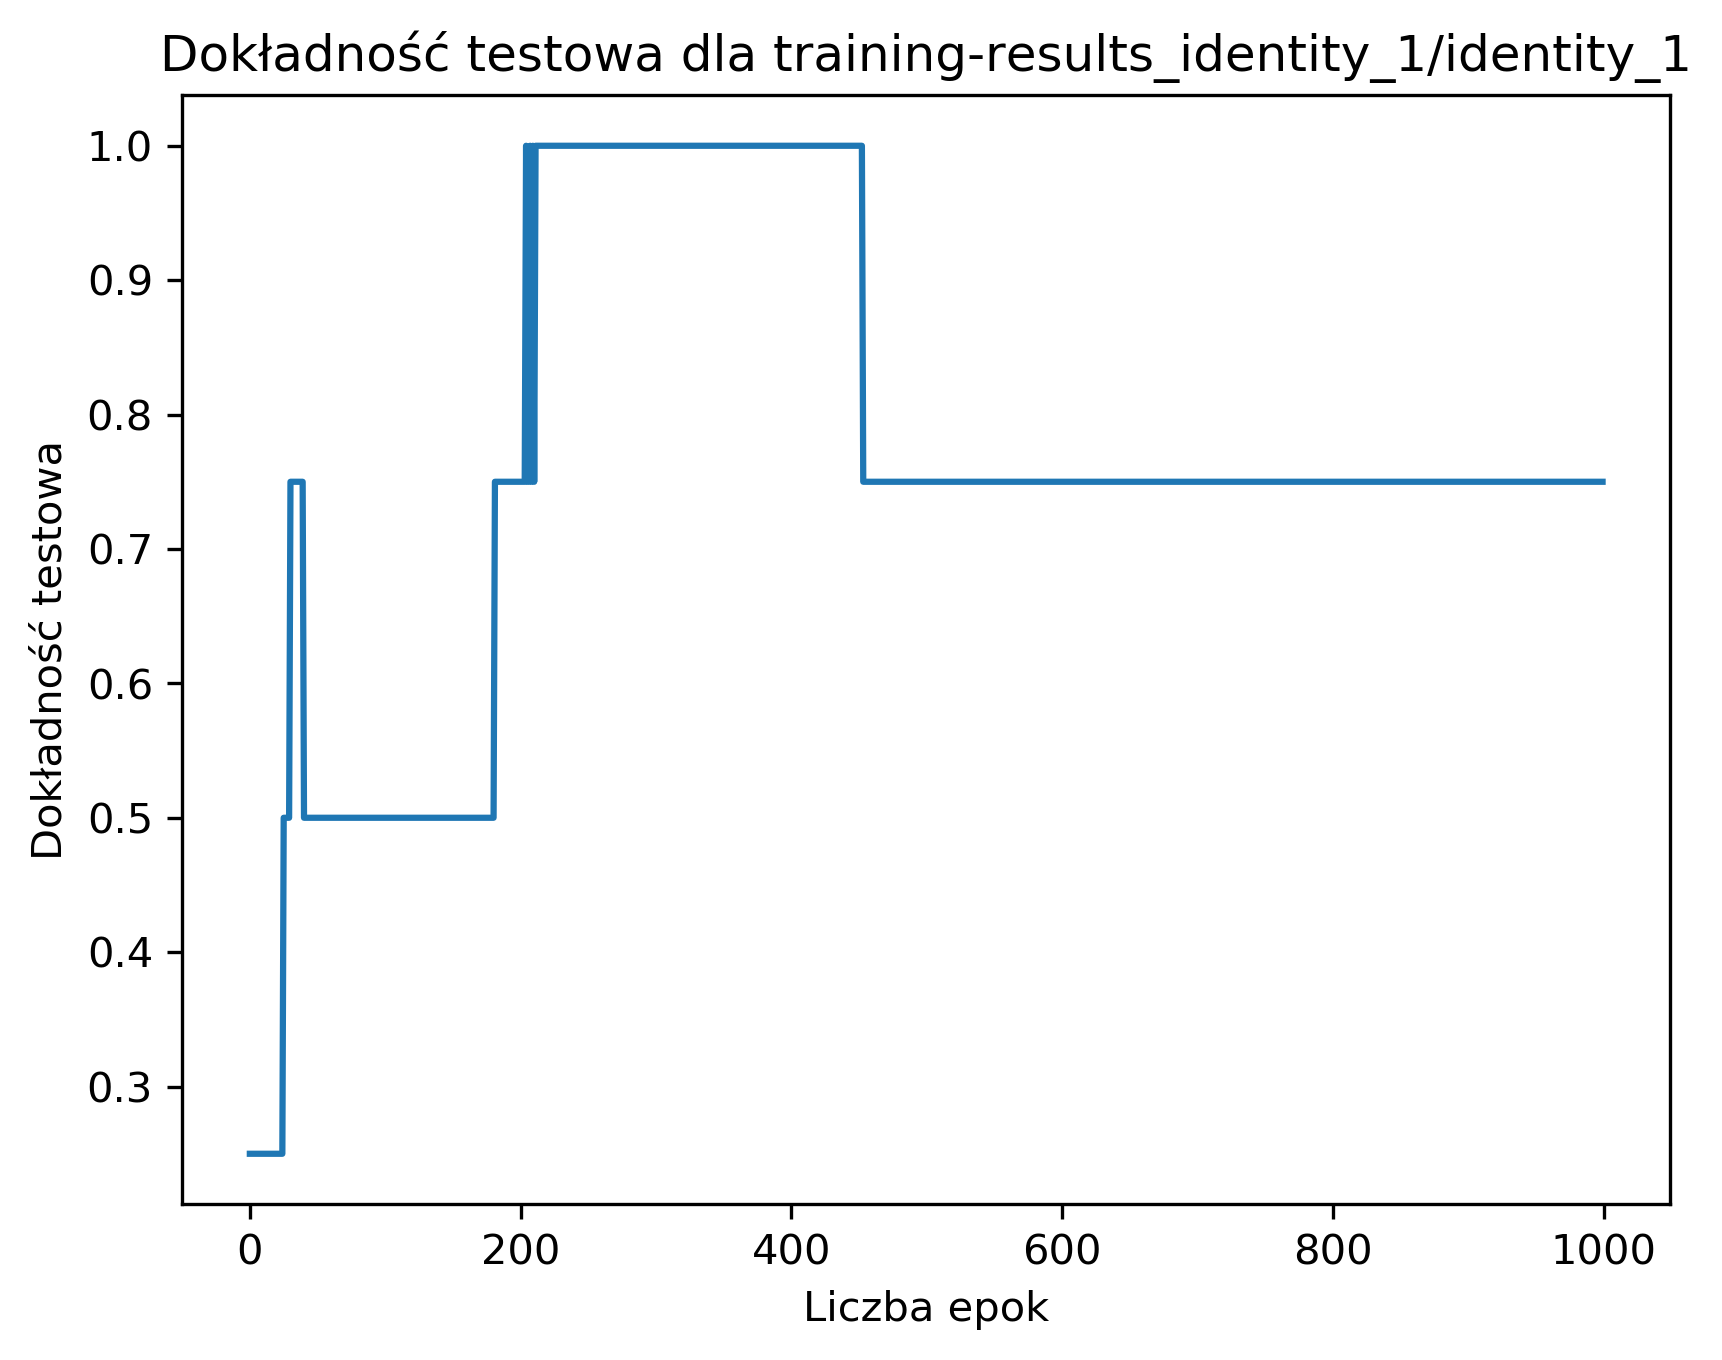 Dokładność testowa dla training-results_identity_1/identity_1
Dokładność testowa
1.0
0.9
0.8
0.7
0.6
0.5
0.4
0.3
0 200 400 600 800 1000
Liczba epok